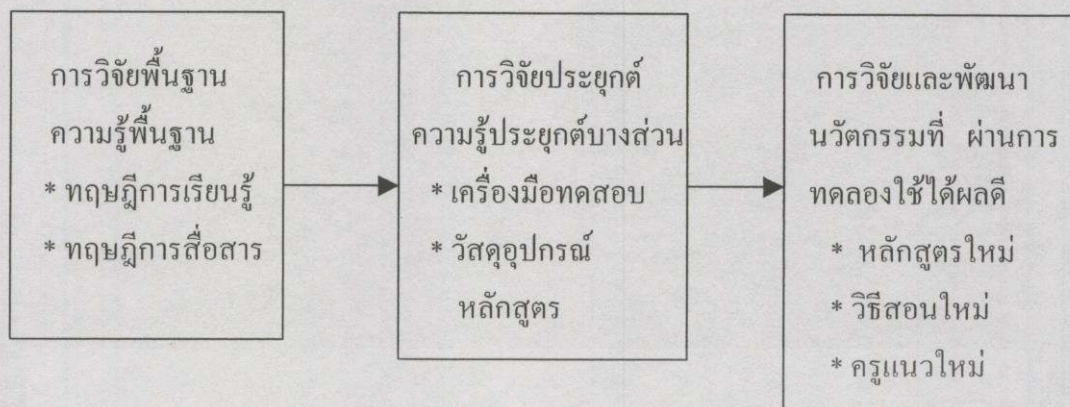 การวิจัยพื้นฐาน
ความรู้พื้นฐาน
* ทฤษฎีการเรียนรู้
* ทฤษฎีการสื่อสาร
การวิจัยประยุกต์
ความรู้ประยุกต์บางส่วน
* เครื่องมือทดสอบ
* วัสดุอุปกรณ์
หลักสูตร
การวิจัยและพัฒนา
นวัตกรรมที่ ผ่านการ
ทดลองใช้ได้ผลดี
* หลักสูตรใหม่
* วิธีสอนใหม่
* ครูแนวใหม่